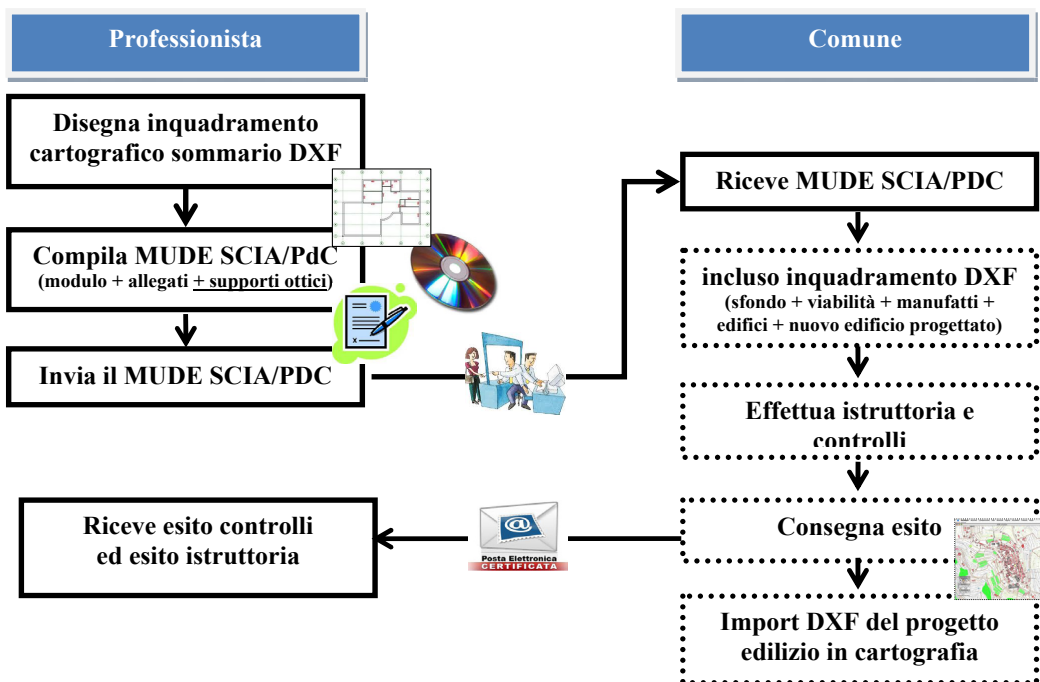 Professionista
Comune
Disegna inquadramento
cartografico sommario DXF
Compila MUDE SCIA/PdC
(modulo + allegati + supporti ottici)
Invia il MUDE SCIA/PDC
Riceve MUDE SCIA/PDC
incluso inquadramento DXF
(sfondo + viabilità + manufatti +
edifici + nuovo edificio progettato)
Effettua istruttoria e
controlli
Consegna esito
Import DXF del progetto
edilizio in cartografia
Riceve esito controlli
ed esito istruttoria
@
Posta Elettronica
CERTIFICATA